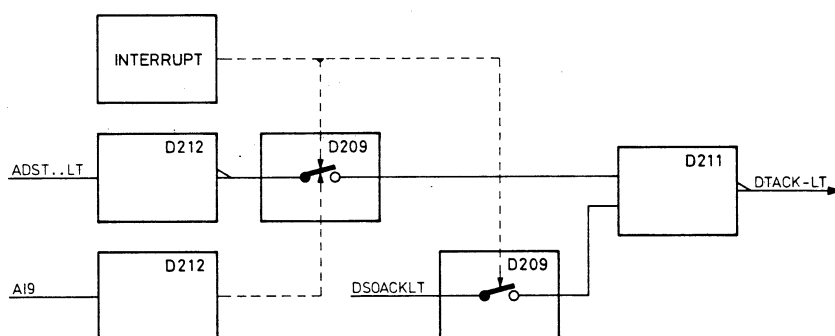 INTERRUPT
D212
D209
D211
ADST..LT
DTACK-LT
D212
D209
AI9
DSOACKLT